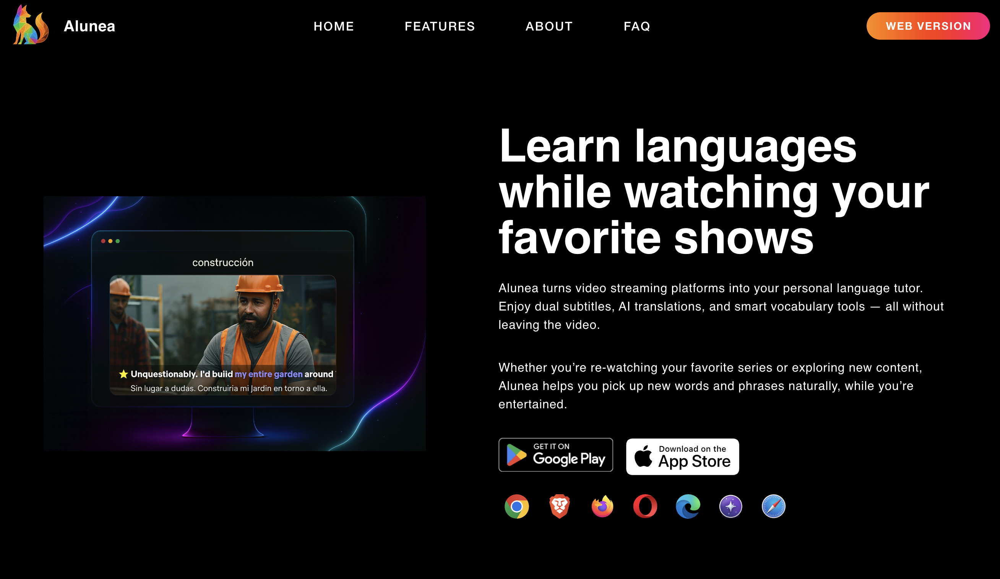 Alunea
HOME
FEATURES
ABOUT
FAQ
WEB VERSION
Learn languages
while watching your
favorite shows
Alunea turns video streaming platforms into your personal language tutor.
Enjoy dual subtitles, AI translations, and smart vocabulary tools — all without
leaving the video.
Whether you’re re-watching your favorite series or exploring new content,
Alunea helps you pick up new words and phrases naturally, while you’re
entertained.
GET IT ON
Google Play
Download on the
App Store
construcción
Unquestionably. I'd buiid my entire garden around
Sin lugar a dudas. Construiria mi Jardin en torno a ella.